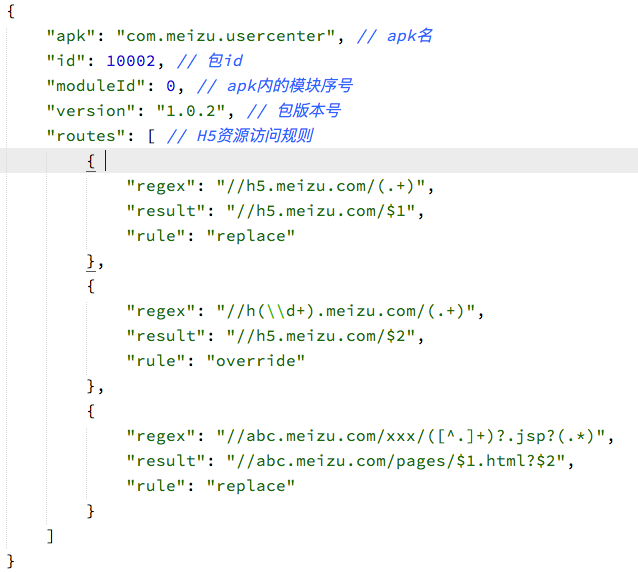 {
    "apk": "com.meizu.usercenter", // apk名
    "id": 10002, // 包id
    "moduleId": 0, // apk内的模块序号
    "version": "1.0.2", // 包版本号
    "routes": [ // H5资源访问规则
        {
            "regex": "//h5.meizu.com/(.+)",
            "result": "//h5.meizu.com/$1",
            "rule": "replace"
        },
        {
            "regex": "//h(\\d+).meizu.com/(.+)",
            "result": "//h5.meizu.com/$2",
            "rule": "override"
        },
        {
            "regex": "//abc.meizu.com/xxx/([^.]+)?.jsp?(.*)",
            "result": "//abc.meizu.com/pages/$1.html?$2",
            "rule": "replace"
        }
    ]
}